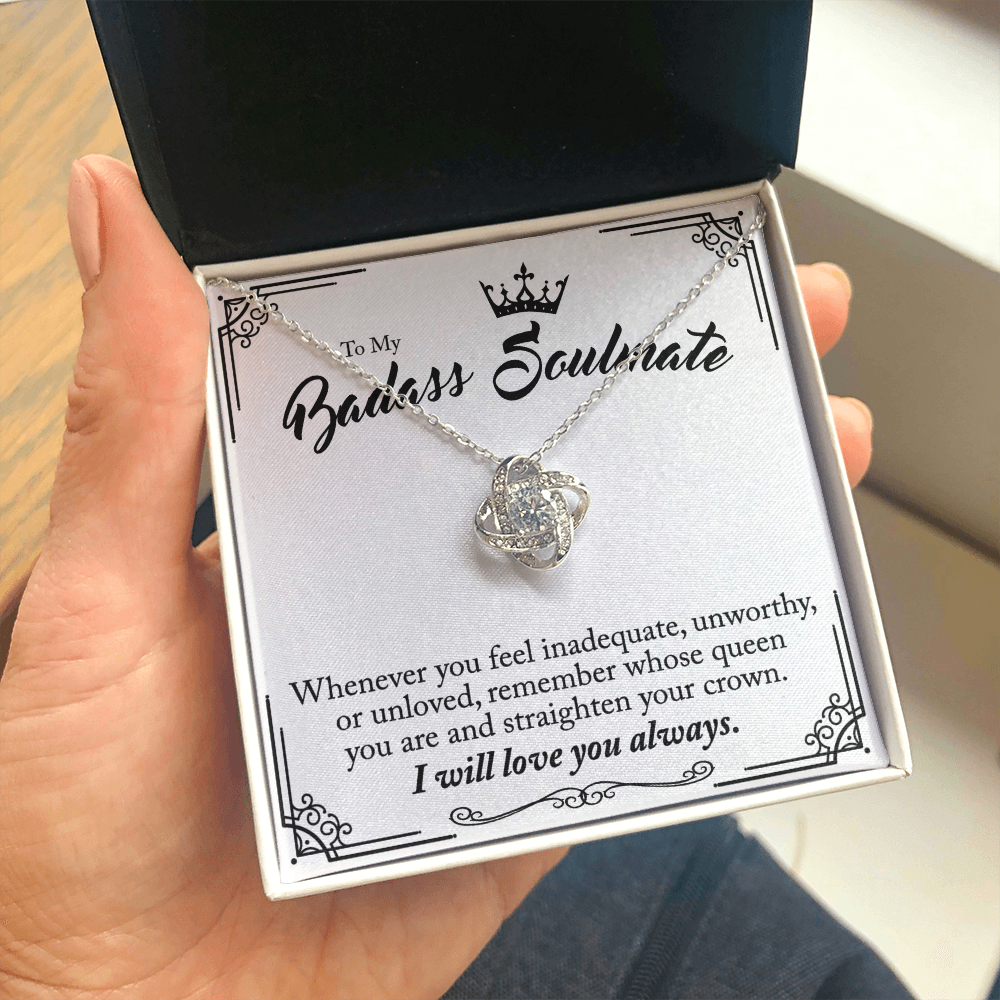 To My
Badass Soulmate
Whenever you feel inadequate, unworthy,
or unloved, remember whose queen
you are and straighten your crown.
I will love you always.